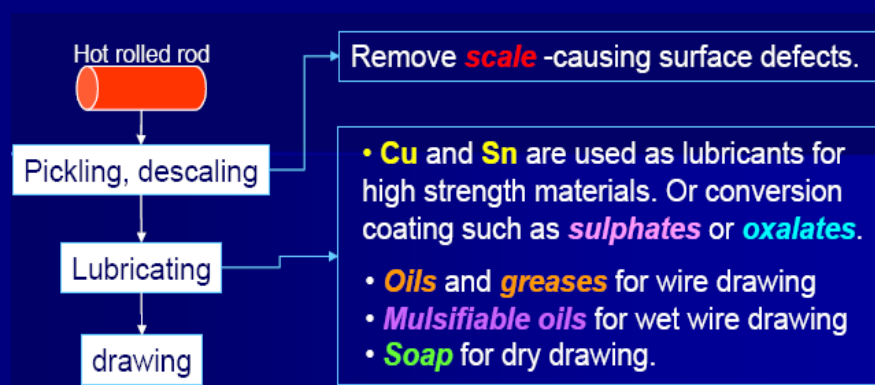 Hot rolled rod
Remove scale -causing surface defects.
Pickling, descaling
• Cu and Sn are used as lubricants for
high strength materials. Or conversion
coating such as sulphates or oxalates.
Lubricating
• Oils and greases for wire drawing
• Mulsifiable oils for wet wire drawing
• Soap for dry drawing.
drawing